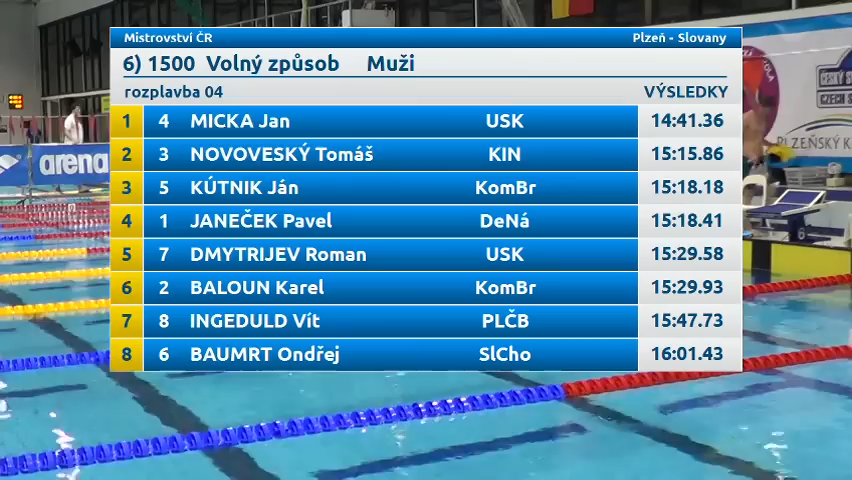 Mistrovství ČR Plzeň - Slovany
6) 1500 Volný způsob Muži
rozplavba 04 VÝSLEDKY
1 4 MICKA Jan USK 14:41.36
2 3 NOVOVESKÝ Tomáš KIN 15:15.86
3 5 KÚTNIK Ján KomBr 15:18.18
4 1 JANEČEK Pavel DeNá 15:18.41
5 7 DMYTRIJEV Roman USK 15:29.58
6 2 BALOUN Karel KomBr 15:29.93
7 8 INGEDULD Vít PLČB 15:47.73
8 6 BAUMRT Ondřej SlCho 16:01.43
arena
ČESKÝ
CZECH
PLZEŇSKÝ